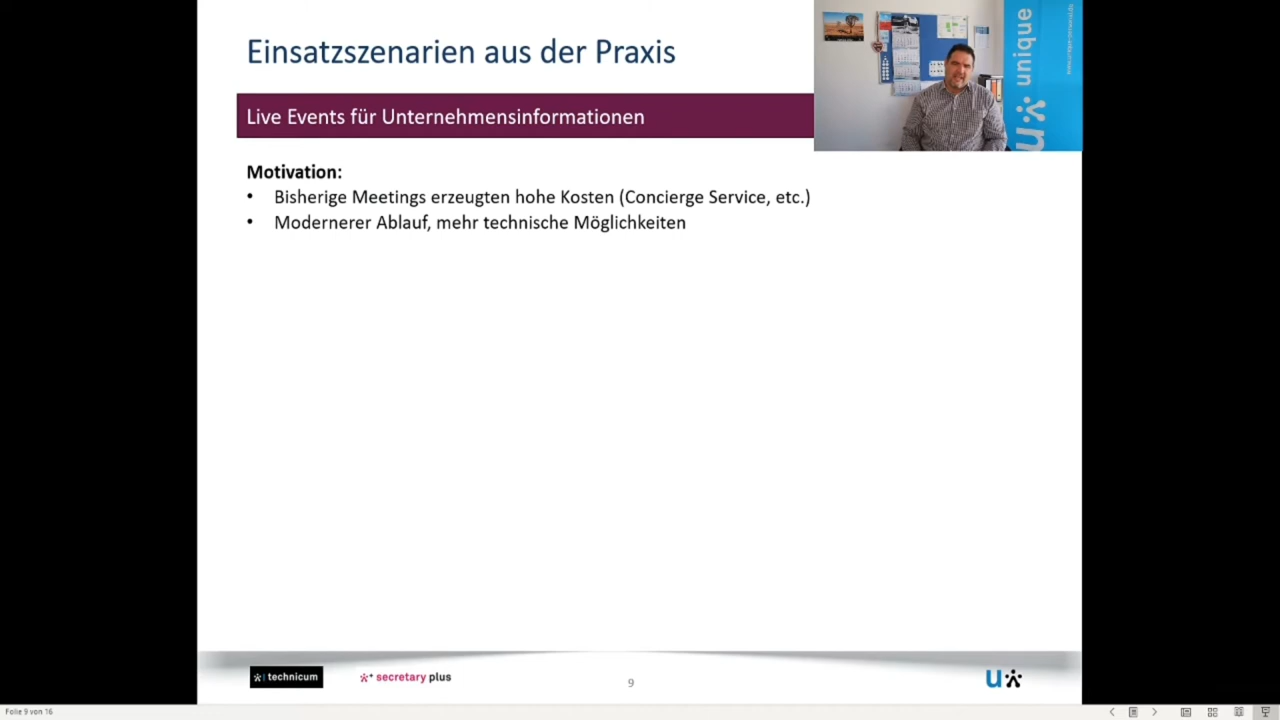 Einsatzszenarien aus der Praxis
unique
u
Live Events für Unternehmensinformationen
Motivation:
• Bisherige Meetings erzeugten hohe Kosten (Concierge Service, etc.)
• Modernerer Ablauf, mehr technische Möglichkeiten
technicum
secretary plus
9
u
Folie 9 von 16